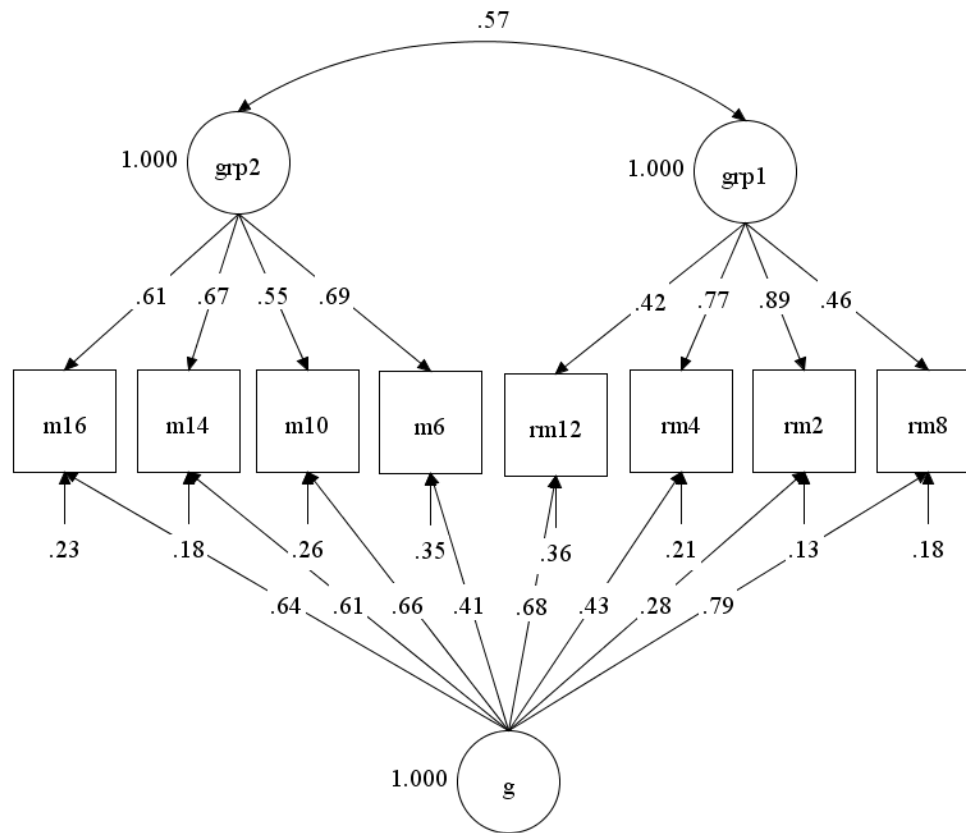 .57
1.000 grp2 1.000 grp1
.61 .67 .55 .69 .42 .77 .89 .46
m16 m14 m10 m6 rm12 rm4 rm2 rm8
.23 .18 .26 .35 .36 .21 .13 .18
.64 .61 .66 .41 .68 .43 .28 .79
1.000 g